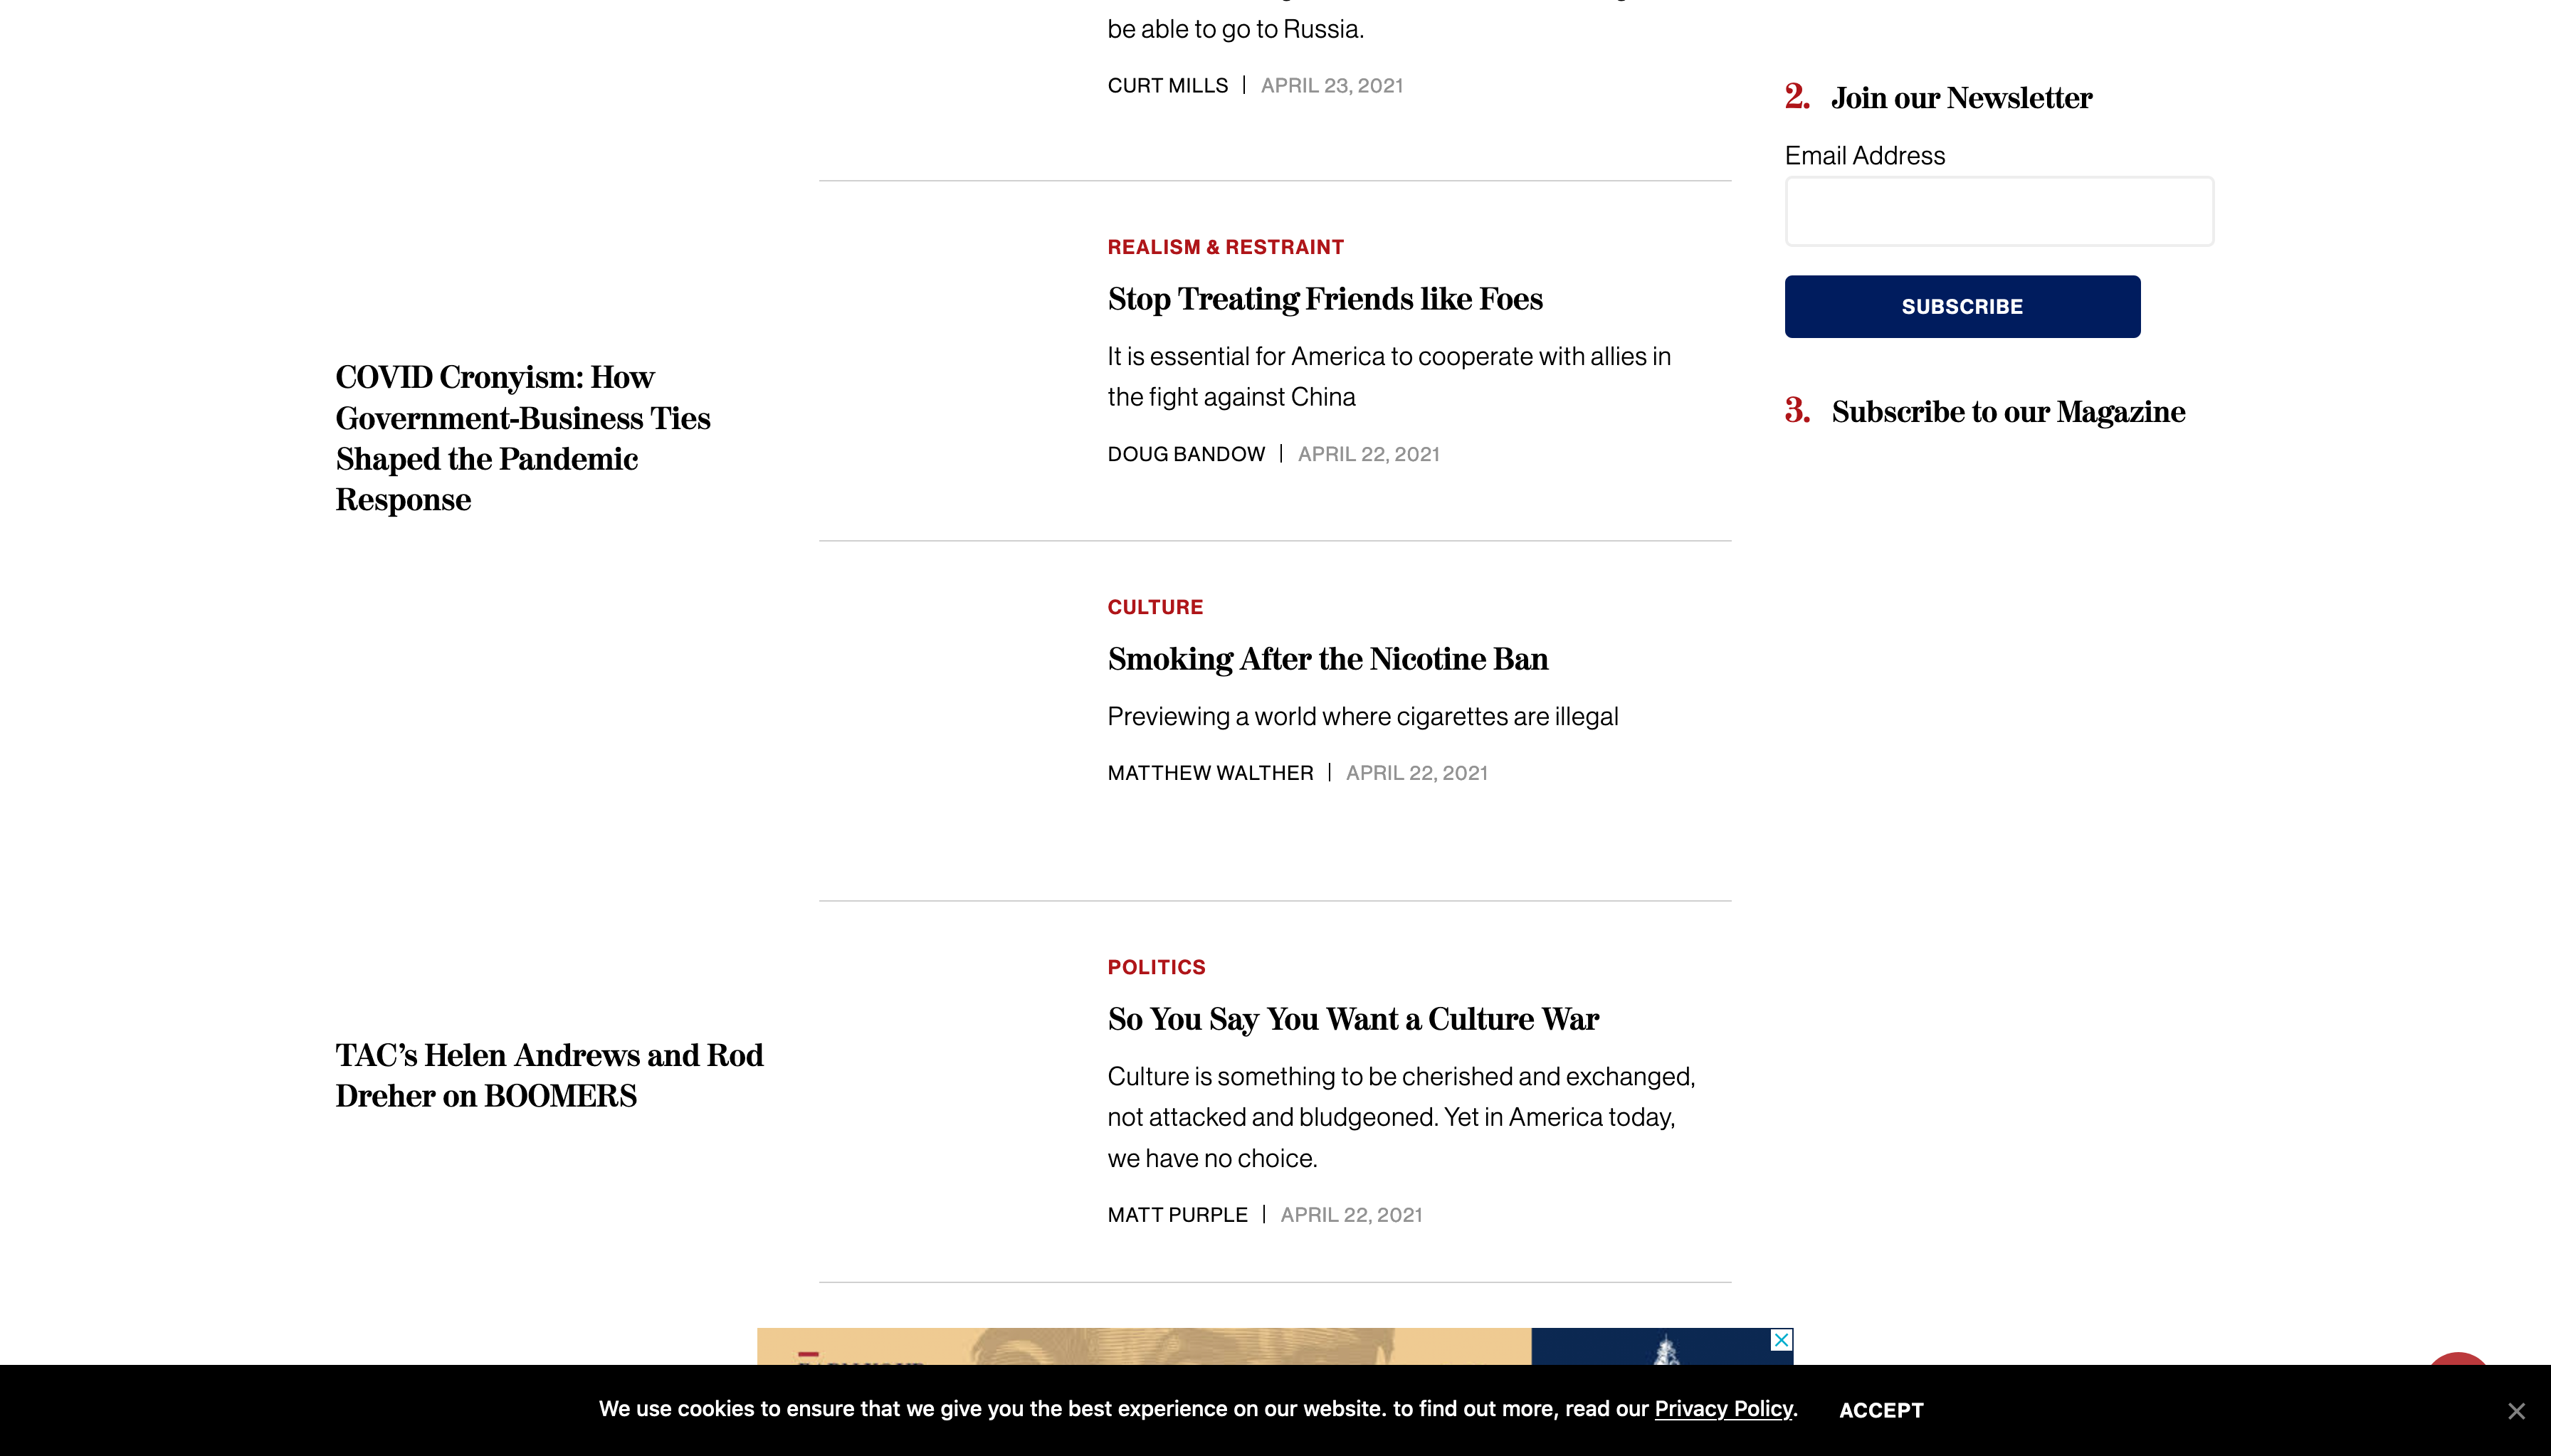 be able to go to Russia.
CURT MILLS | APRIL 23, 2021
REALISM & RESTRAINT
Stop Treating Friends like Foes
It is essential for America to cooperate with allies in
the fight against China
DOUG BANDOW | APRIL 22, 2021
CULTURE
Smoking After the Nicotine Ban
Previewing a world where cigarettes are illegal
MATTHEW WALTHER | APRIL 22, 2021
POLITICS
So You Say You Want a Culture War
Culture is something to be cherished and exchanged,
not attacked and bludgeoned. Yet in America today,
we have no choice.
MATT PURPLE | APRIL 22, 2021
COVID Cronyism: How
Government-Business Ties
Shaped the Pandemic
Response
TAC’s Helen Andrews and Rod
Dreher on BOOMERS
2. Join our Newsletter
Email Address
SUBSCRIBE
3. Subscribe to our Magazine
We use cookies to ensure that we give you the best experience on our website. to find out more, read our Privacy Policy. ACCEPT